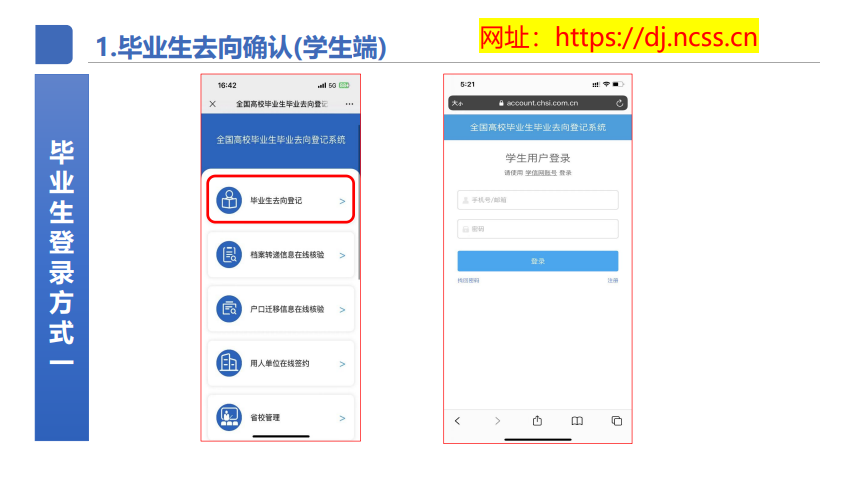 1.毕业生去向确认(学生端)
网址：https://dj.ncss.cn
毕业生登录方式一
16:42
5G
全国高校毕业生毕业去向登记
全国高校毕业生毕业去向登记系统
毕业生去向登记 >
档案转递信息在线核验 >
户口迁移信息在线核验 >
用人单位在线签约 >
省校管理 >
5:21
大小 account.chsi.com.cn
全国高校毕业生毕业去向登记系统
学生用户登录
请使用 学信网账号 登录
手机号/邮箱
密码
登录
找回密码 注册